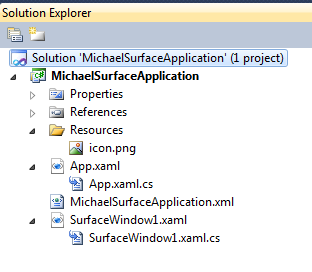 Solution Explorer
Solution 'MichaelSurfaceApplication' (1 project)
MichaelSurfaceApplication
Properties
References
Resources
icon.png
App.xaml
App.xaml.cs
MichaelSurfaceApplication.xml
SurfaceWindow1.xaml
SurfaceWindow1.xaml.cs